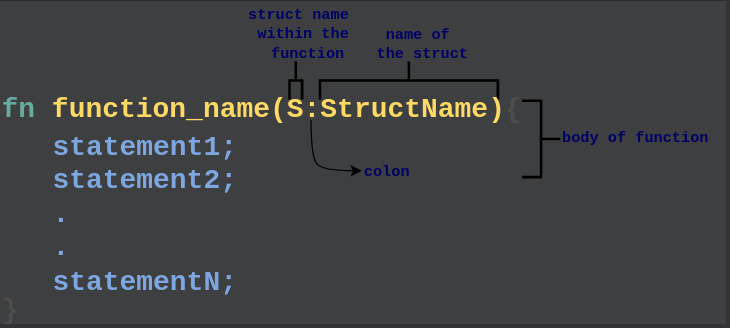 struct name
within the
function
name of
the struct
fn function_name(S:StructName){
body of function
statement1;
colon
statement2;
.
.
statementN;
}